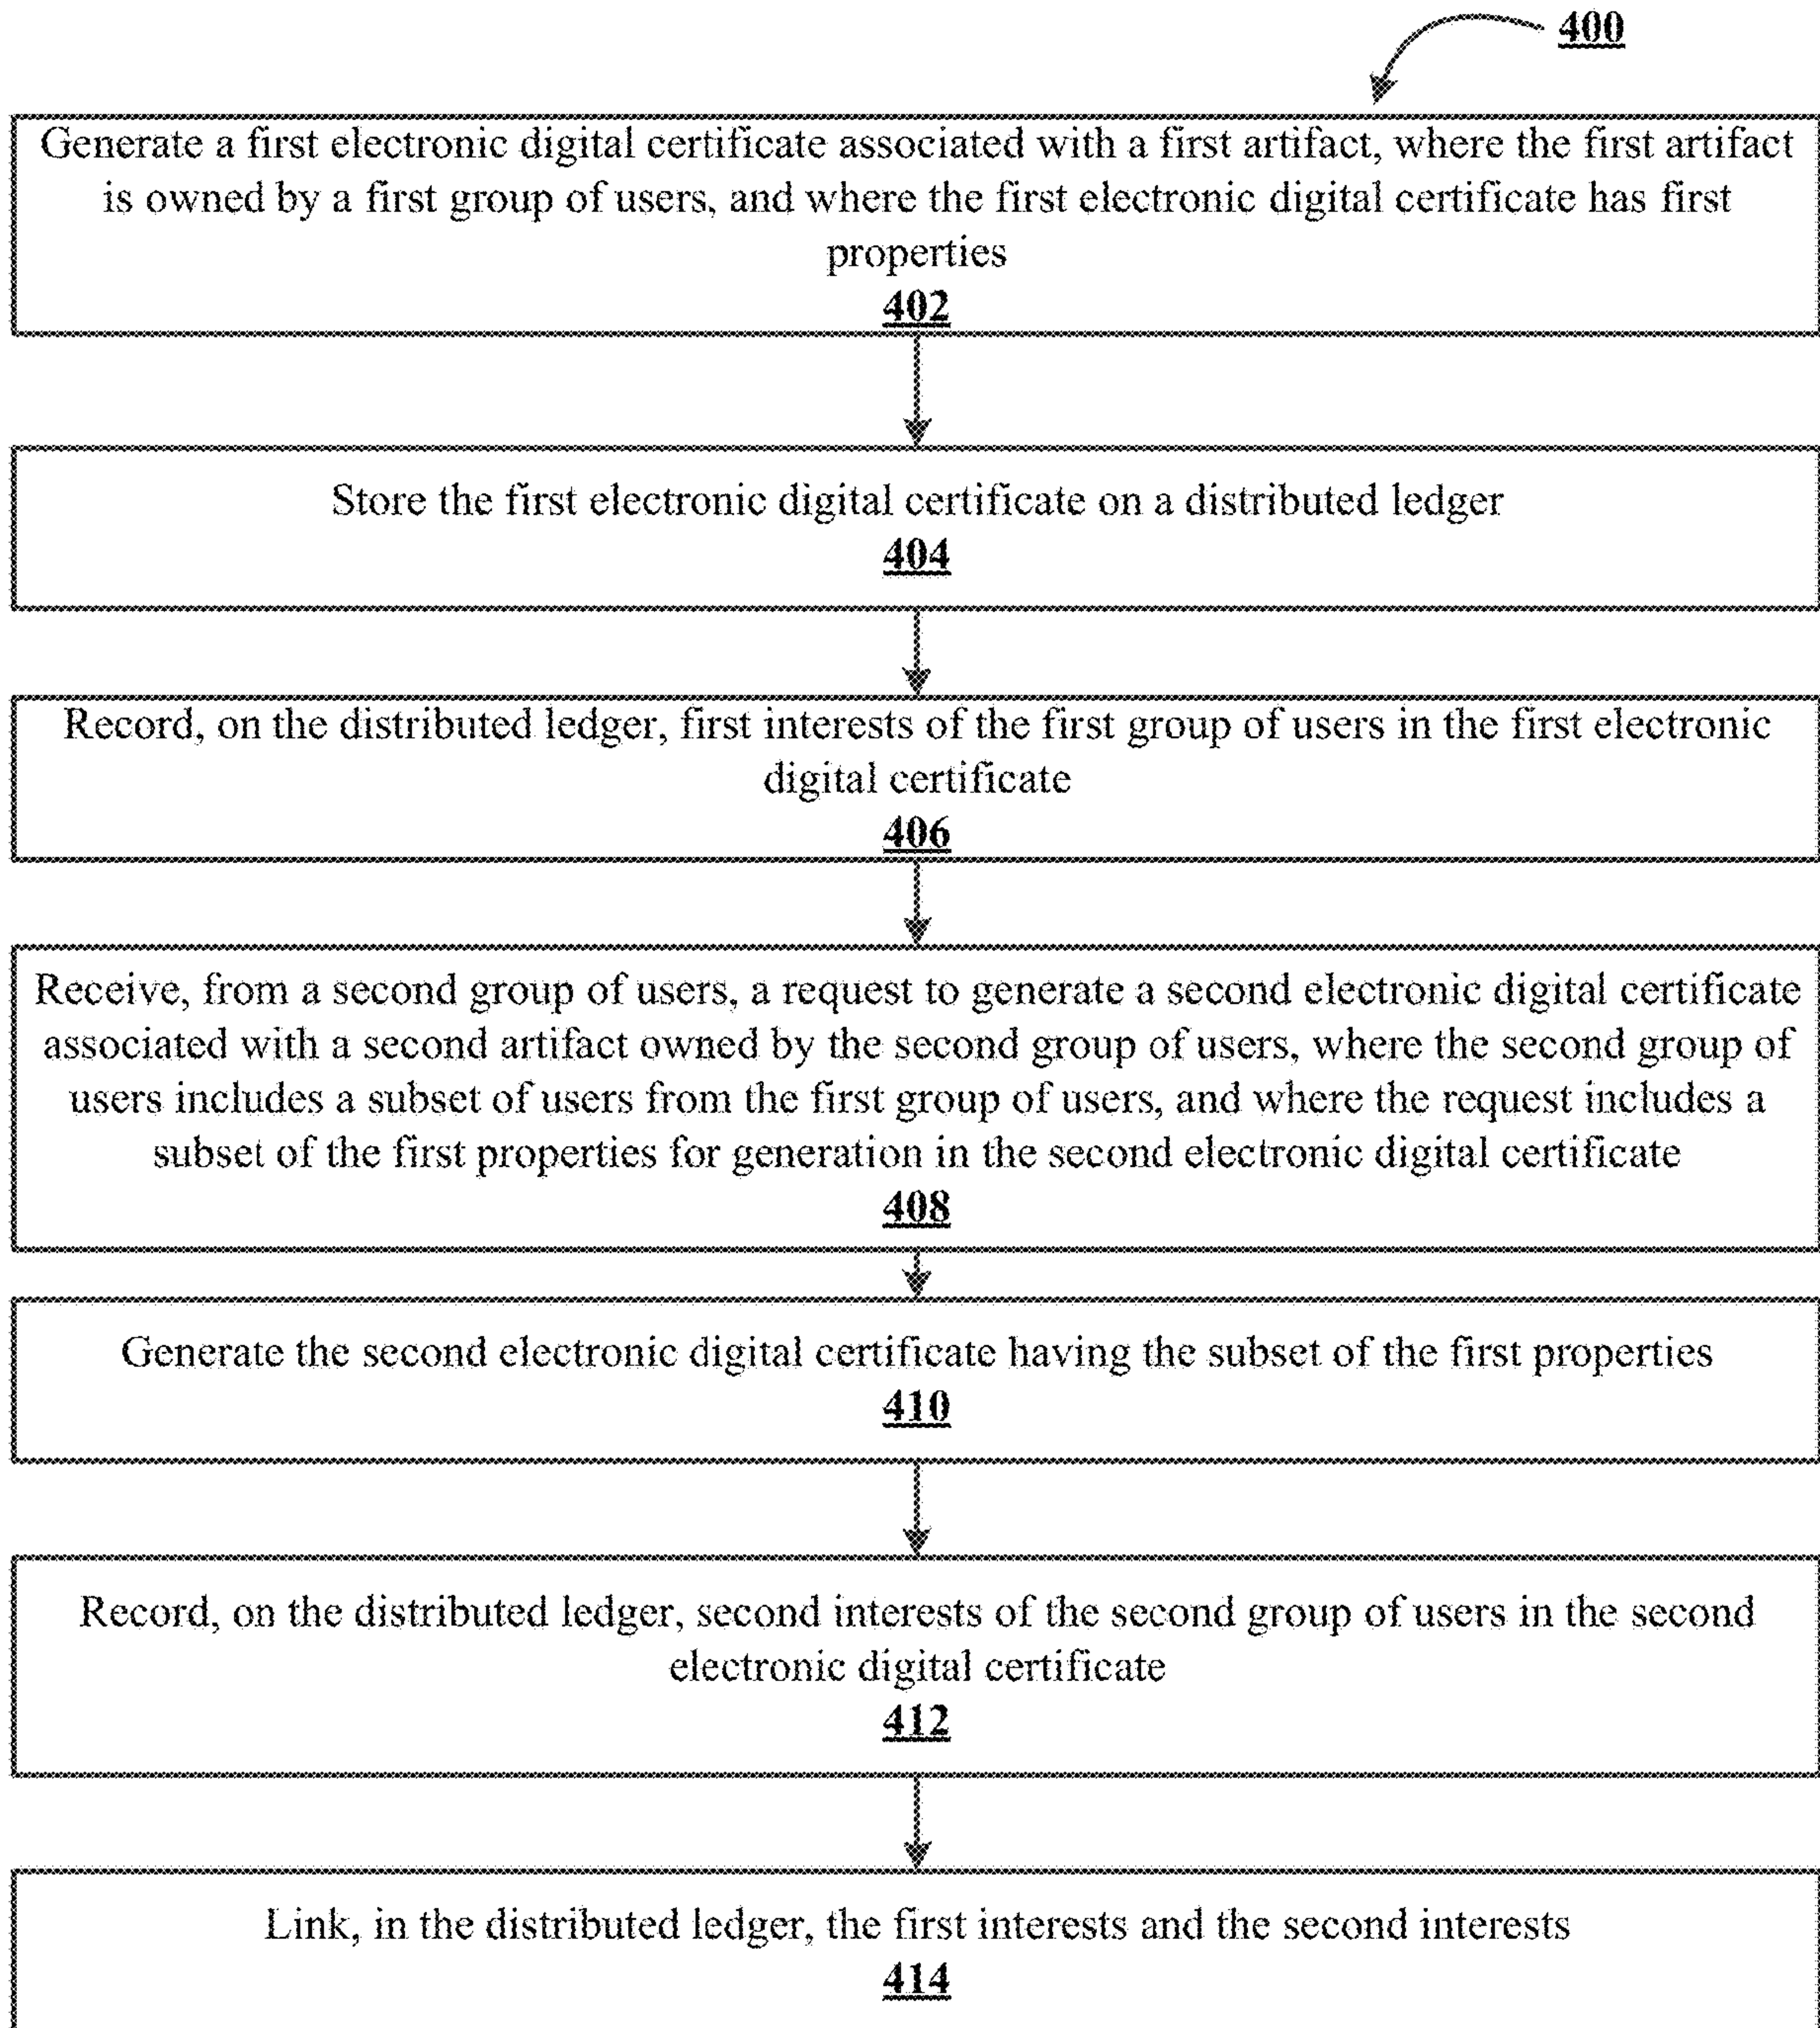 400
Generate a first electronic digital certificate associated with a first artifact, where the first artifact
is owned by a first group of users, and where the first electronic digital certificate has first
properties
402
Store the first electronic digital certificate on a distributed ledger
404
Record, on the distributed ledger, first interests of the first group of users in the first electronic
digital certificate
406
Receive, from a second group of users, a request to generate a second electronic digital certificate
associated with a second artifact owned by the second group of users, where the second group of
users includes a subset of users from the first group of users, and where the request includes a
subset of the first properties for generation in the second electronic digital certificate
408
Generate the second electronic digital certificate having the subset of the first properties
410
Record, on the distributed ledger, second interests of the second group of users in the second
electronic digital certificate
412
Link, in the distributed ledger, the first interests and the second interests
414